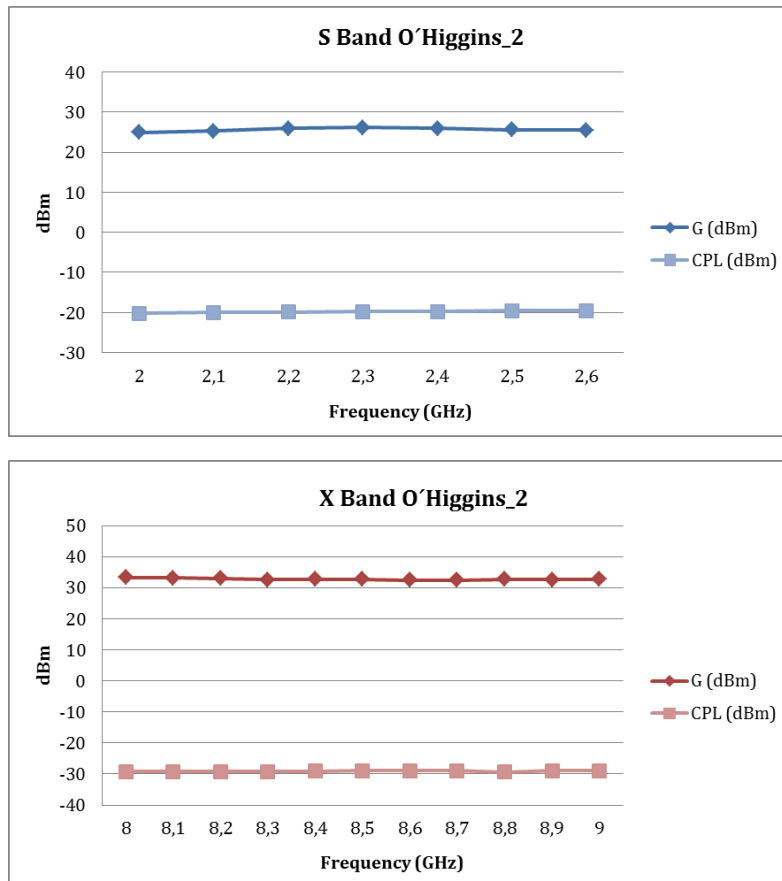 S Band O´Higgins_2
40
30
20
10
0
-10
-20
-30
dBm
2 2,1 2,2 2,3 2,4 2,5 2,6
Frequency (GHz)
G (dBm)
CPL (dBm)
X Band O´Higgins_2
50
40
30
20
10
0
-10
-20
-30
-40
dBm
8 8,1 8,2 8,3 8,4 8,5 8,6 8,7 8,8 8,9 9
Frequency (GHz)
G (dBm)
CPL (dBm)